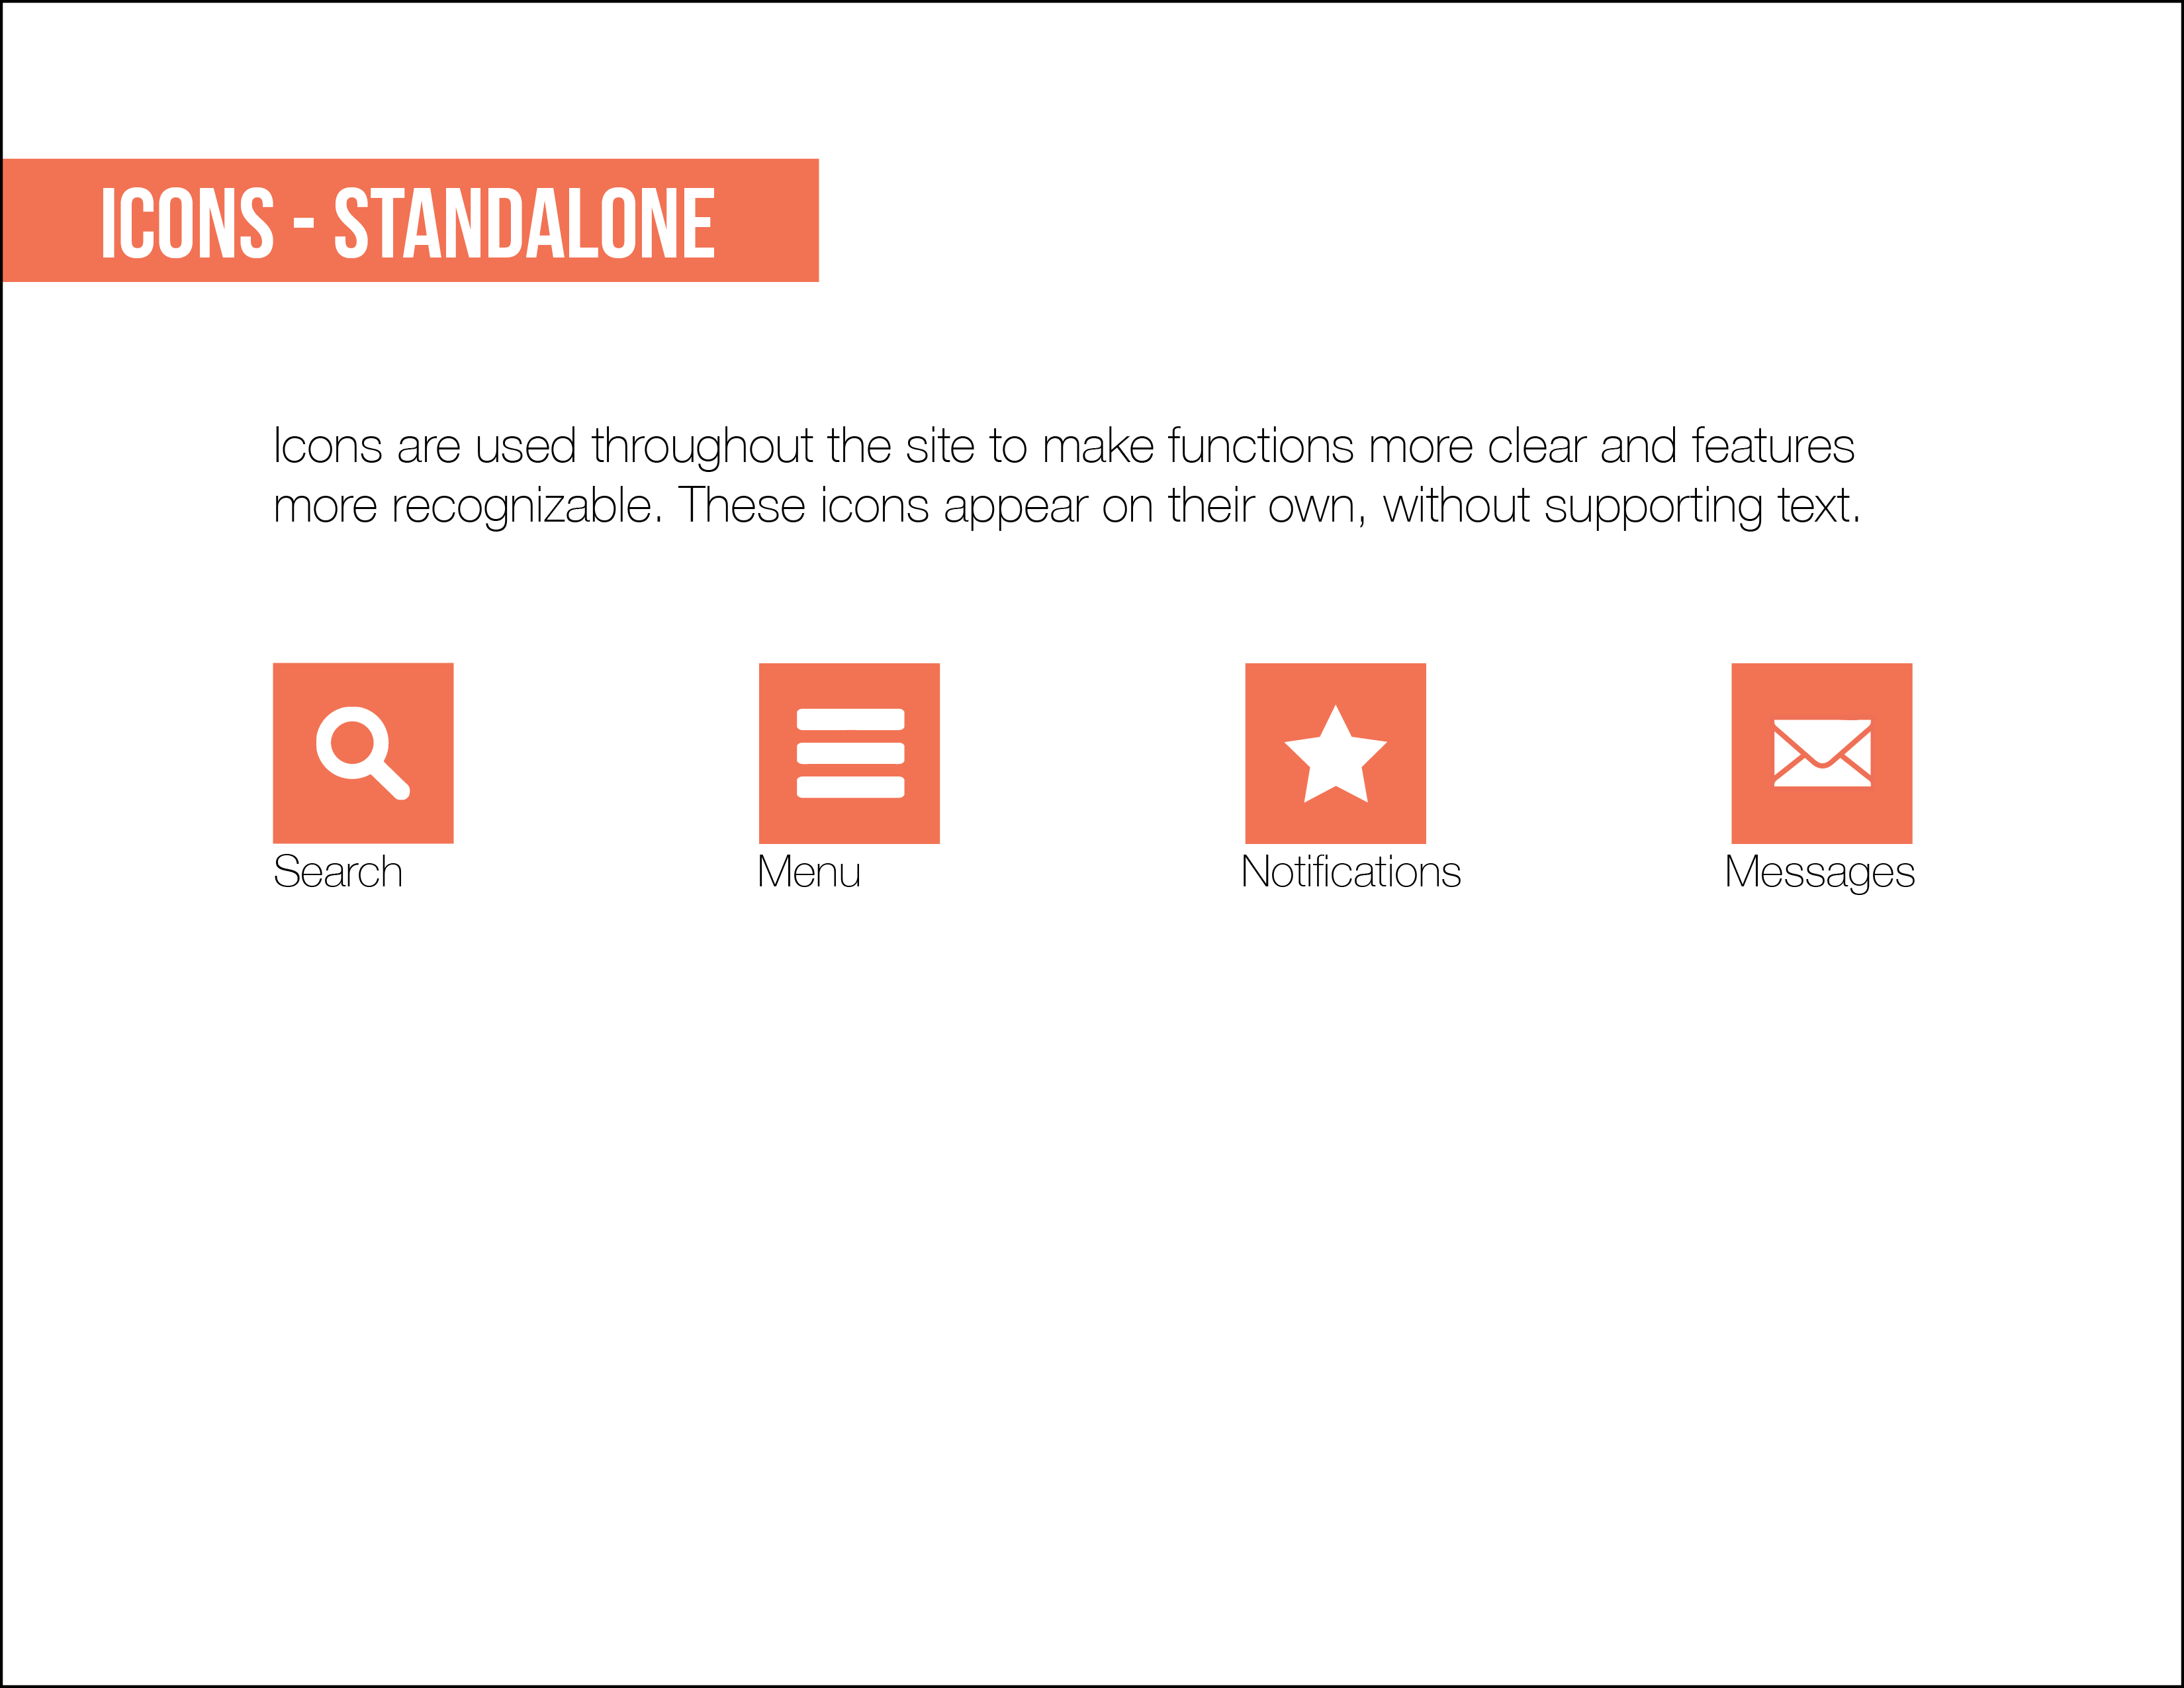 ICONS - STANDALONE
Icons are used throughout the site to make functions more clear and features
more recognizable. These icons appear on their own, without supporting text.
Search
Menu
Notifications
Messages